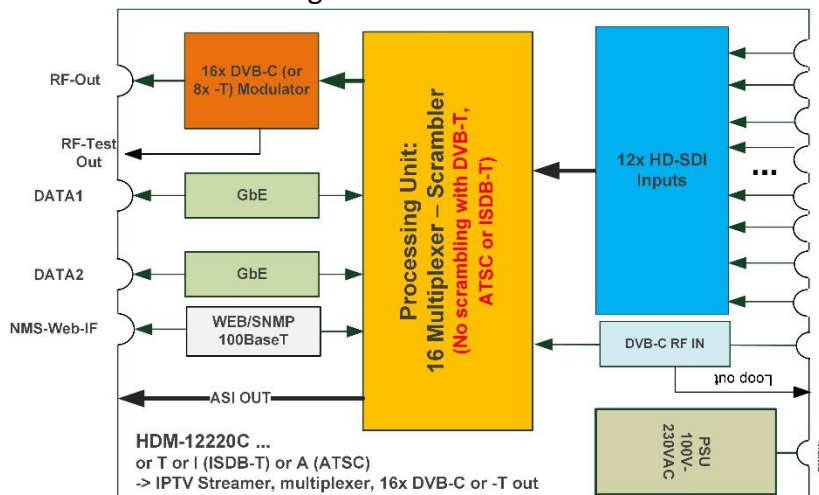 RF-Out
16x DVB-C (or
8x -T) Modulator
RF-Test
Out
DATA1
GbE
DATA2
GbE
NMS-Web-IF
WEB/SNMP
100BaseT
ASI OUT
Processing Unit:
16 Multiplexer – Scrambler
(No scrambling with DVB-T,
ATSC or ISDB-T)
12x HD-SDI
Inputs
...
DVB-C RF IN
Loop out
PSU
100V-
230VAC
HDM-12220C ...
or T or I (ISDB-T) or A (ATSC)
-> IPTV Streamer, multiplexer, 16x DVB-C or -T out